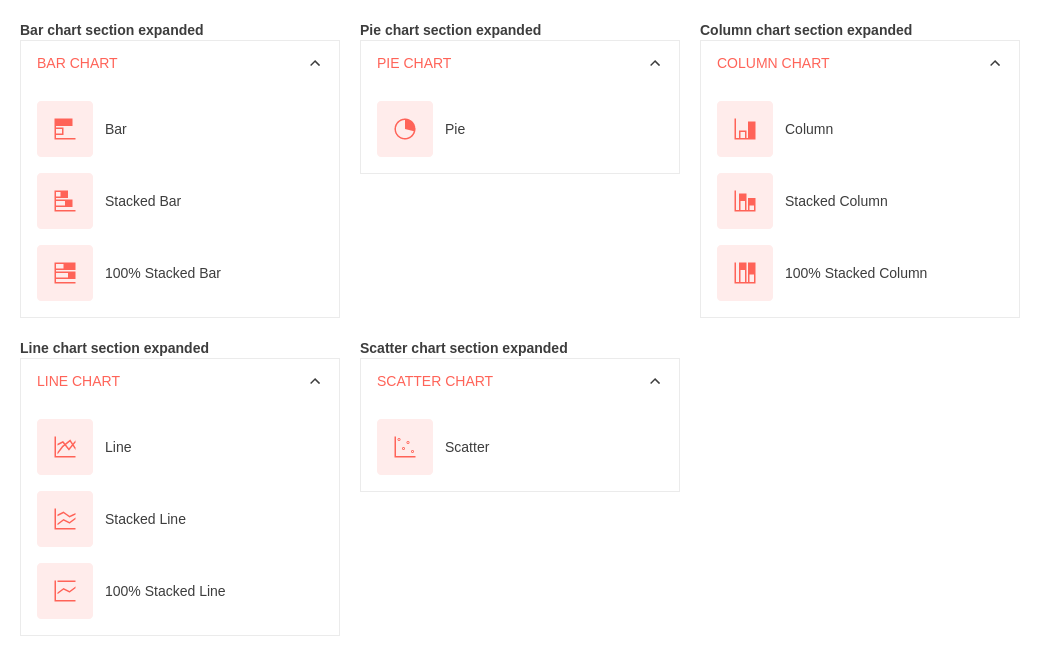 Bar chart section expanded
BAR CHART
Bar
Stacked Bar
100% Stacked Bar
Pie chart section expanded
PIE CHART
Pie
Column chart section expanded
COLUMN CHART
Column
Stacked Column
100% Stacked Column
Line chart section expanded
LINE CHART
Line
Stacked Line
100% Stacked Line
Scatter chart section expanded
SCATTER CHART
Scatter